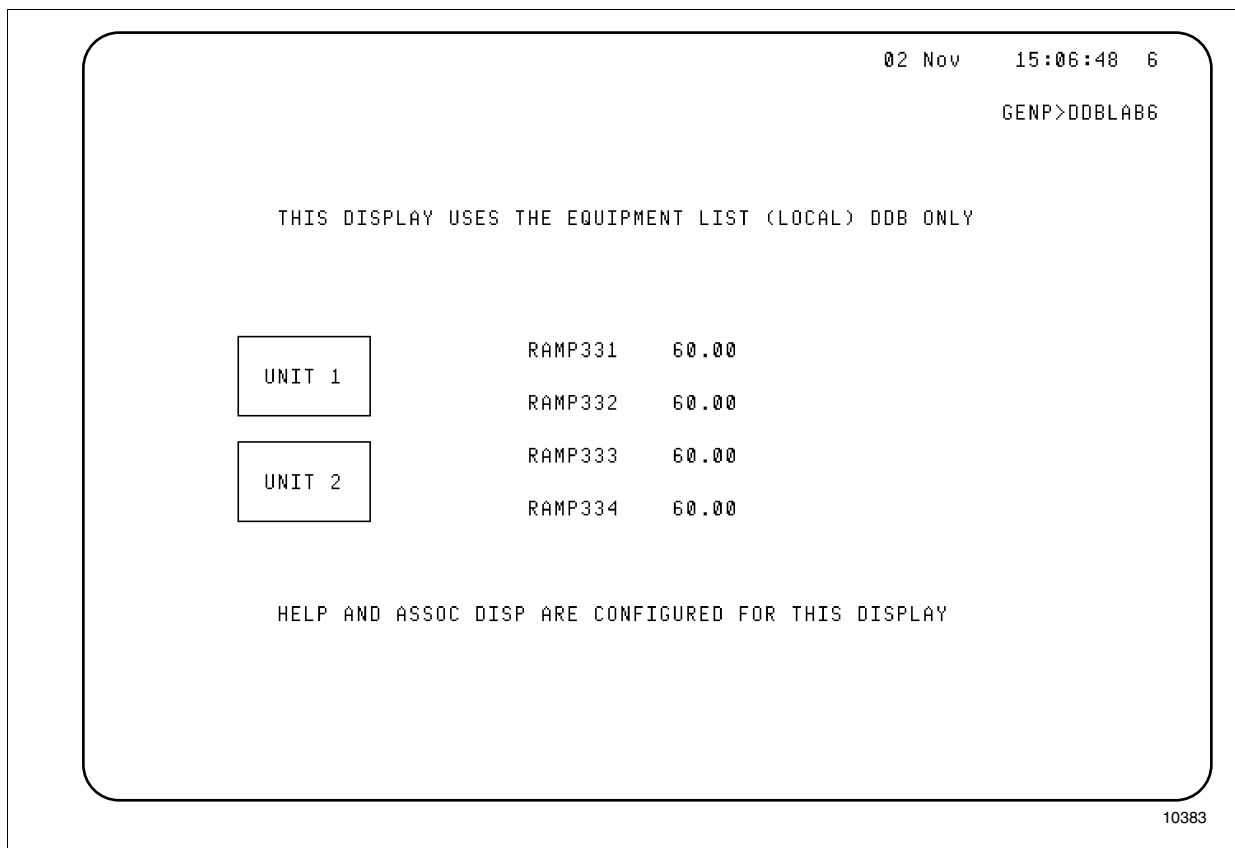 02 Nov 15:06:48 6
GENP>DDBLAB6
THIS DISPLAY USES THE EQUIPMENT LIST (LOCAL) DDB ONLY
RAMP331 60.00
UNIT 1
RAMP332 60.00
RAMP333 60.00
UNIT 2
RAMP334 60.00
HELP AND ASSOC DISP ARE CONFIGURED FOR THIS DISPLAY
10383